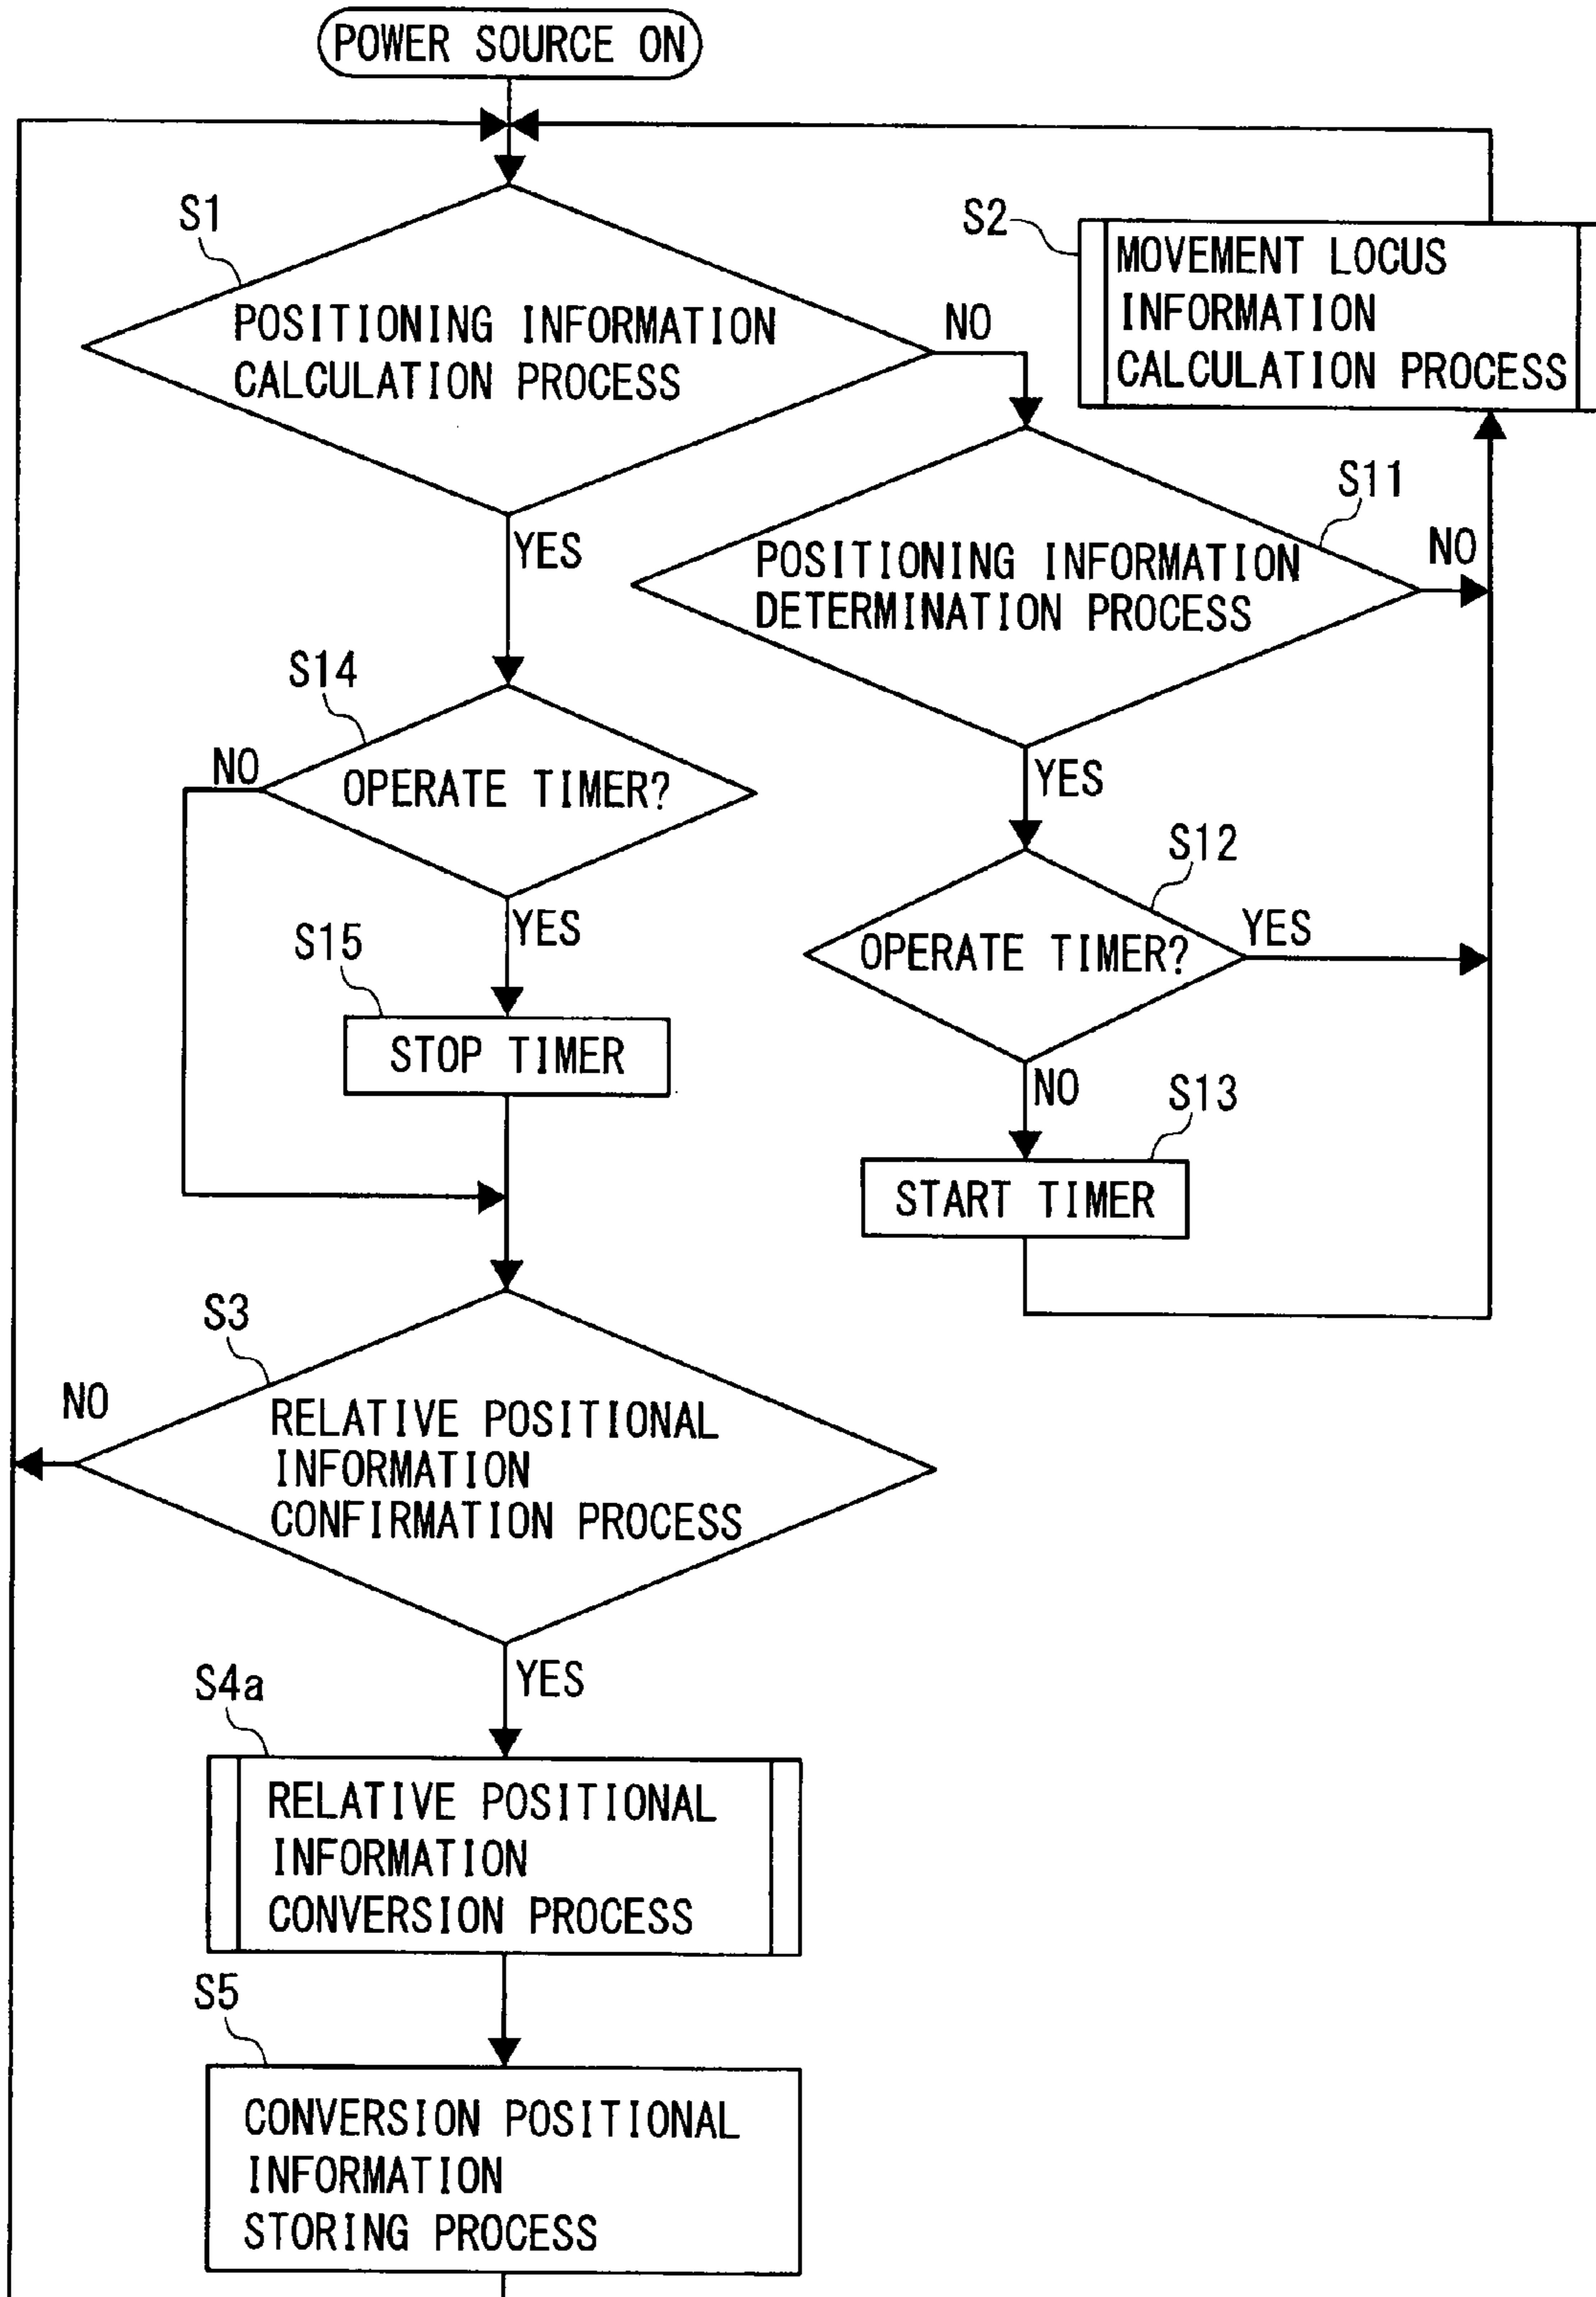 POWER SOURCE ON
S1
POSITIONING INFORMATION
CALCULATION PROCESS
NO
YES
S2
MOVEMENT LOCUS
INFORMATION
CALCULATION PROCESS
S11
POSITIONING INFORMATION
DETERMINATION PROCESS
NO
YES
S14
OPERATE TIMER?
NO
YES
S12
OPERATE TIMER?
YES
NO
S15
STOP TIMER
S13
START TIMER
S3
RELATIVE POSITIONAL
INFORMATION
CONFIRMATION PROCESS
NO
YES
S4a
RELATIVE POSITIONAL
INFORMATION
CONVERSION PROCESS
S5
CONVERSION POSITIONAL
INFORMATION
STORING PROCESS